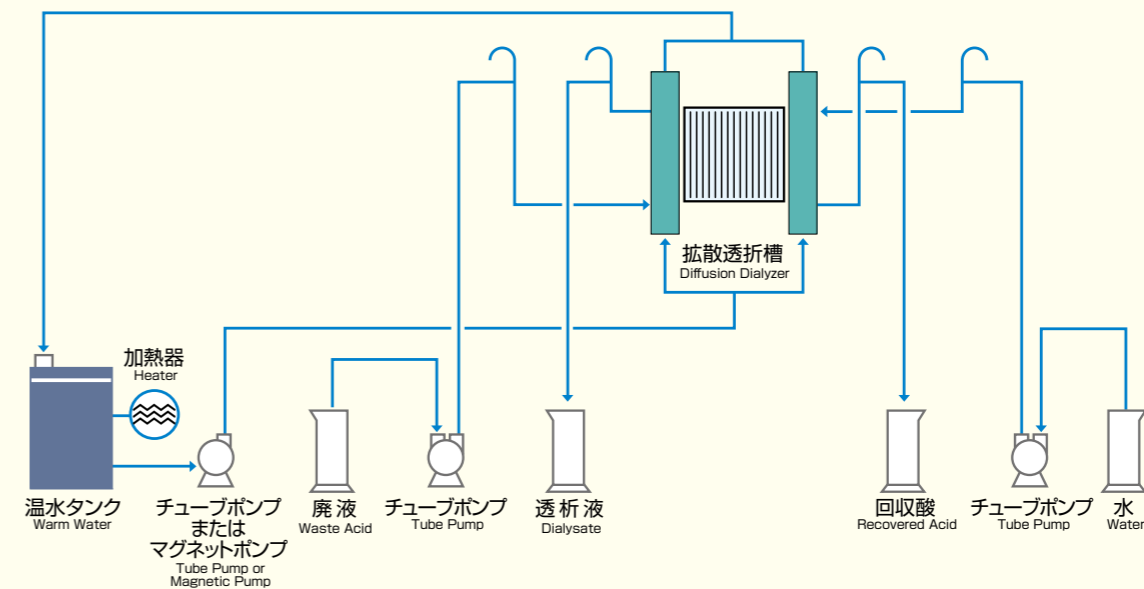 拡散透折槽
Diffusion Dialyzer
加熱器
Heater
温水タンク
Warm Water
チューブポンプ
または
マグネットポンプ
Tube Pump or
Magnetic Pump
廃液
Waste Acid
チューブポンプ
Tube Pump
透析液
Dialysate
回収酸
Recovered Acid
チューブポンプ
Tube Pump
水
Water